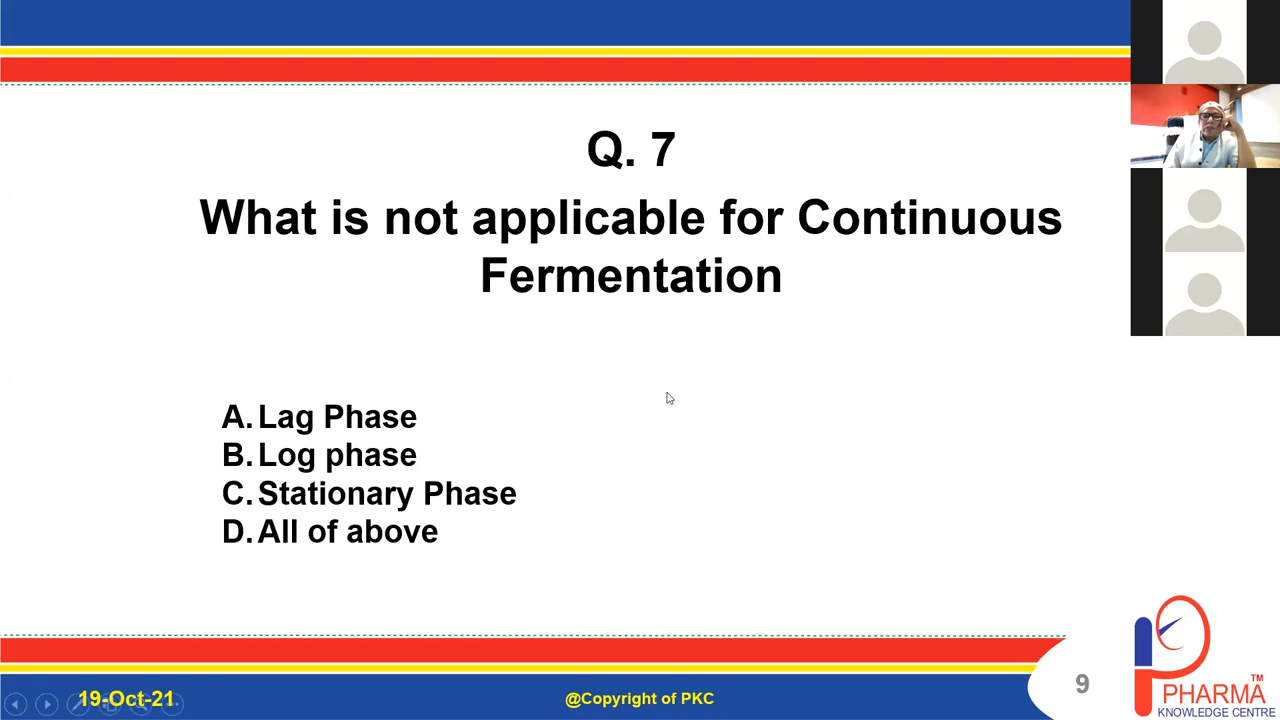 Q. 7
What is not applicable for Continuous
Fermentation
A. Lag Phase
B. Log phase
C. Stationary Phase
D. All of above
19-Oct-21
@Copyright of PKC
9
PHARMA TM
KNOWLEDGE CENTRE